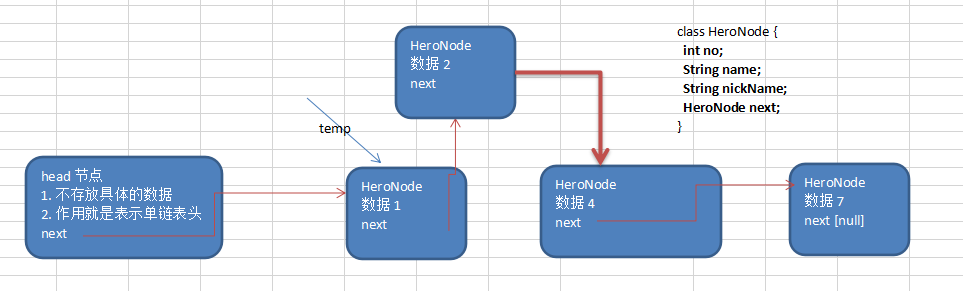 HeroNode
数据 2
next
class HeroNode {
int no;
String name;
String nickName;
HeroNode next;
}
temp
head 节点
1. 不存放具体的数据
2. 作用就是表示单链表头
next
HeroNode
数据 1
next
HeroNode
数据 4
next
HeroNode
数据 7
next [null]